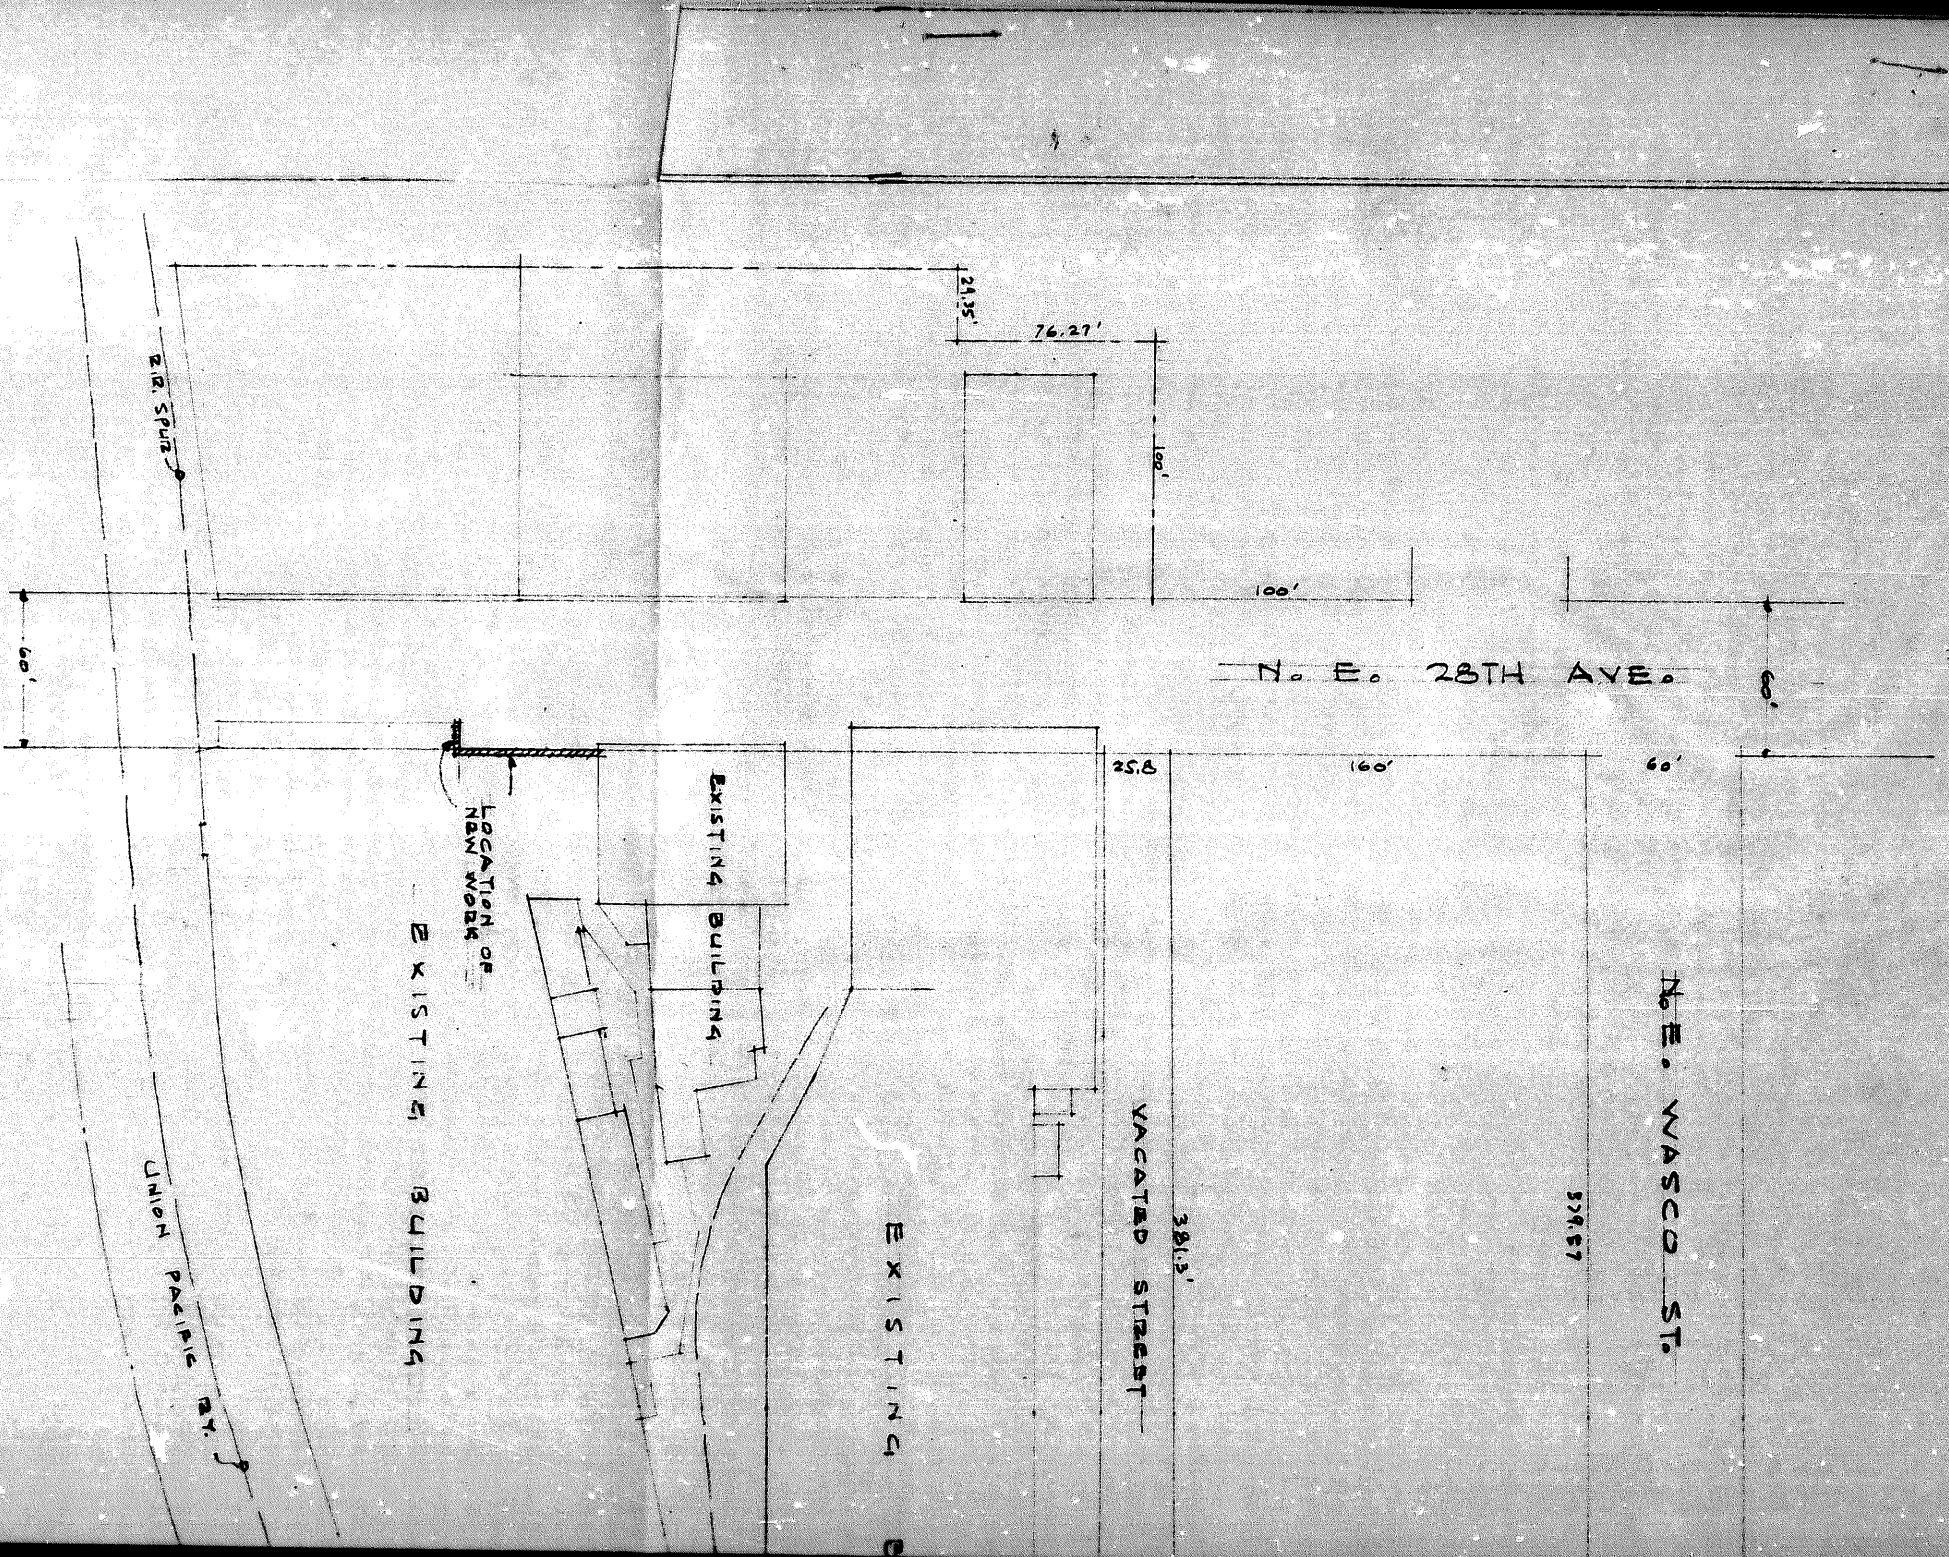 24.35'
76.27'
R.R. SPUR
100'
100'
60'
N. E. 28TH AVE.
60'
25.8
160'
60'
EXISTING BUILDING
LOCATION OF
NEW WORK
EXISTING BUILDING
N.E. WASCO ST.
VACATED STREET
381.3'
379.57
UNION PACIFIC RY.
EXISTING B